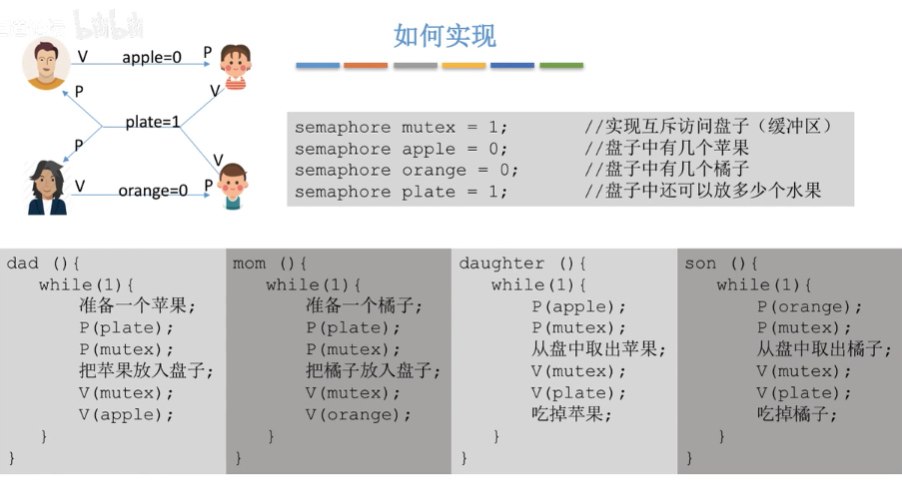 bilibili
如何实现
V apple=0 P
P V
plate=1
P V
V orange=0 P
semaphore mutex = 1; //实现互斥访问盘子（缓冲区）
semaphore apple = 0; //盘子中有几个苹果
semaphore orange = 0; //盘子中有几个橘子
semaphore plate = 1; //盘子中还可以放多少个水果
dad (){
while(1){
准备一个苹果;
P(plate);
P(mutex);
把苹果放入盘子;
V(mutex);
V(apple);
}
}
mom (){
while(1){
准备一个橘子;
P(plate);
P(mutex);
把橘子放入盘子;
V(mutex);
V(orange);
}
}
daughter (){
while(1){
P(apple);
P(mutex);
从盘中取出苹果;
V(mutex);
V(plate);
吃掉苹果;
}
}
son (){
while(1){
P(orange);
P(mutex);
从盘中取出橘子;
V(mutex);
V(plate);
吃掉橘子;
}
}